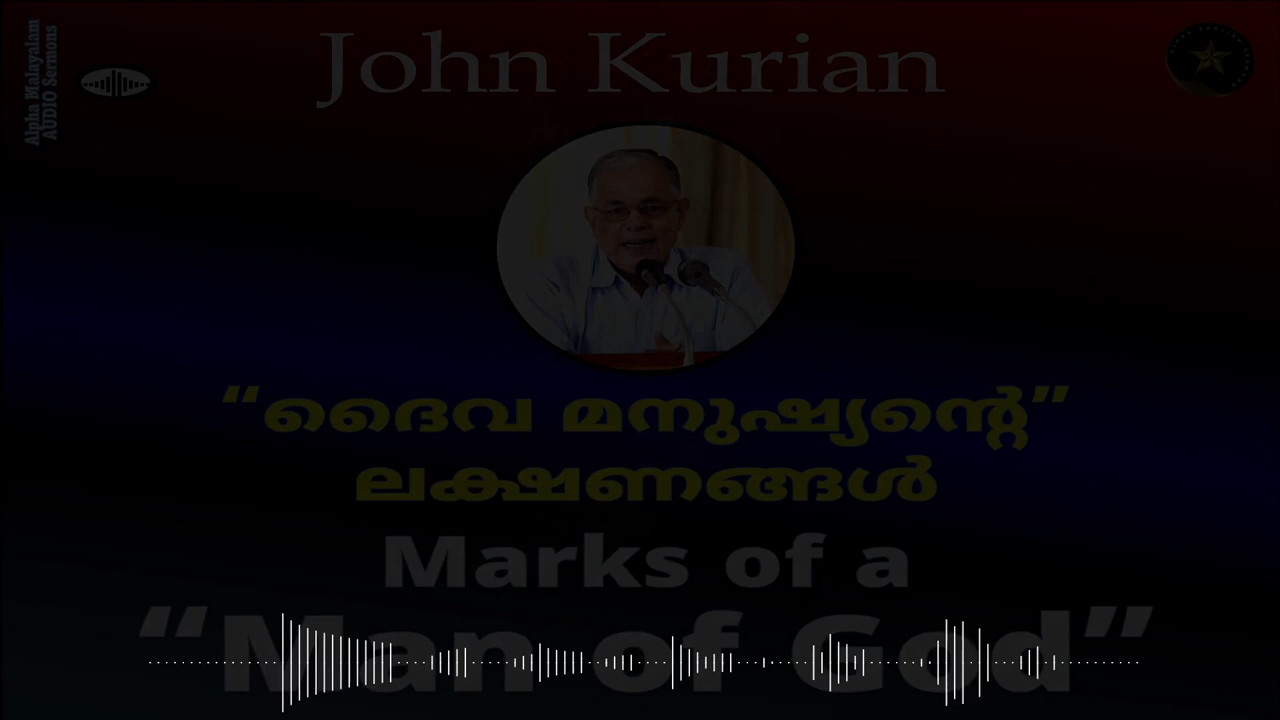 Alpha Malayalam
AUDIO Sermons
John Kurian
“ദൈവ മനുഷ്യന്റെ”
ലക്ഷണങ്ങൾ
Marks of a
“Man of God”